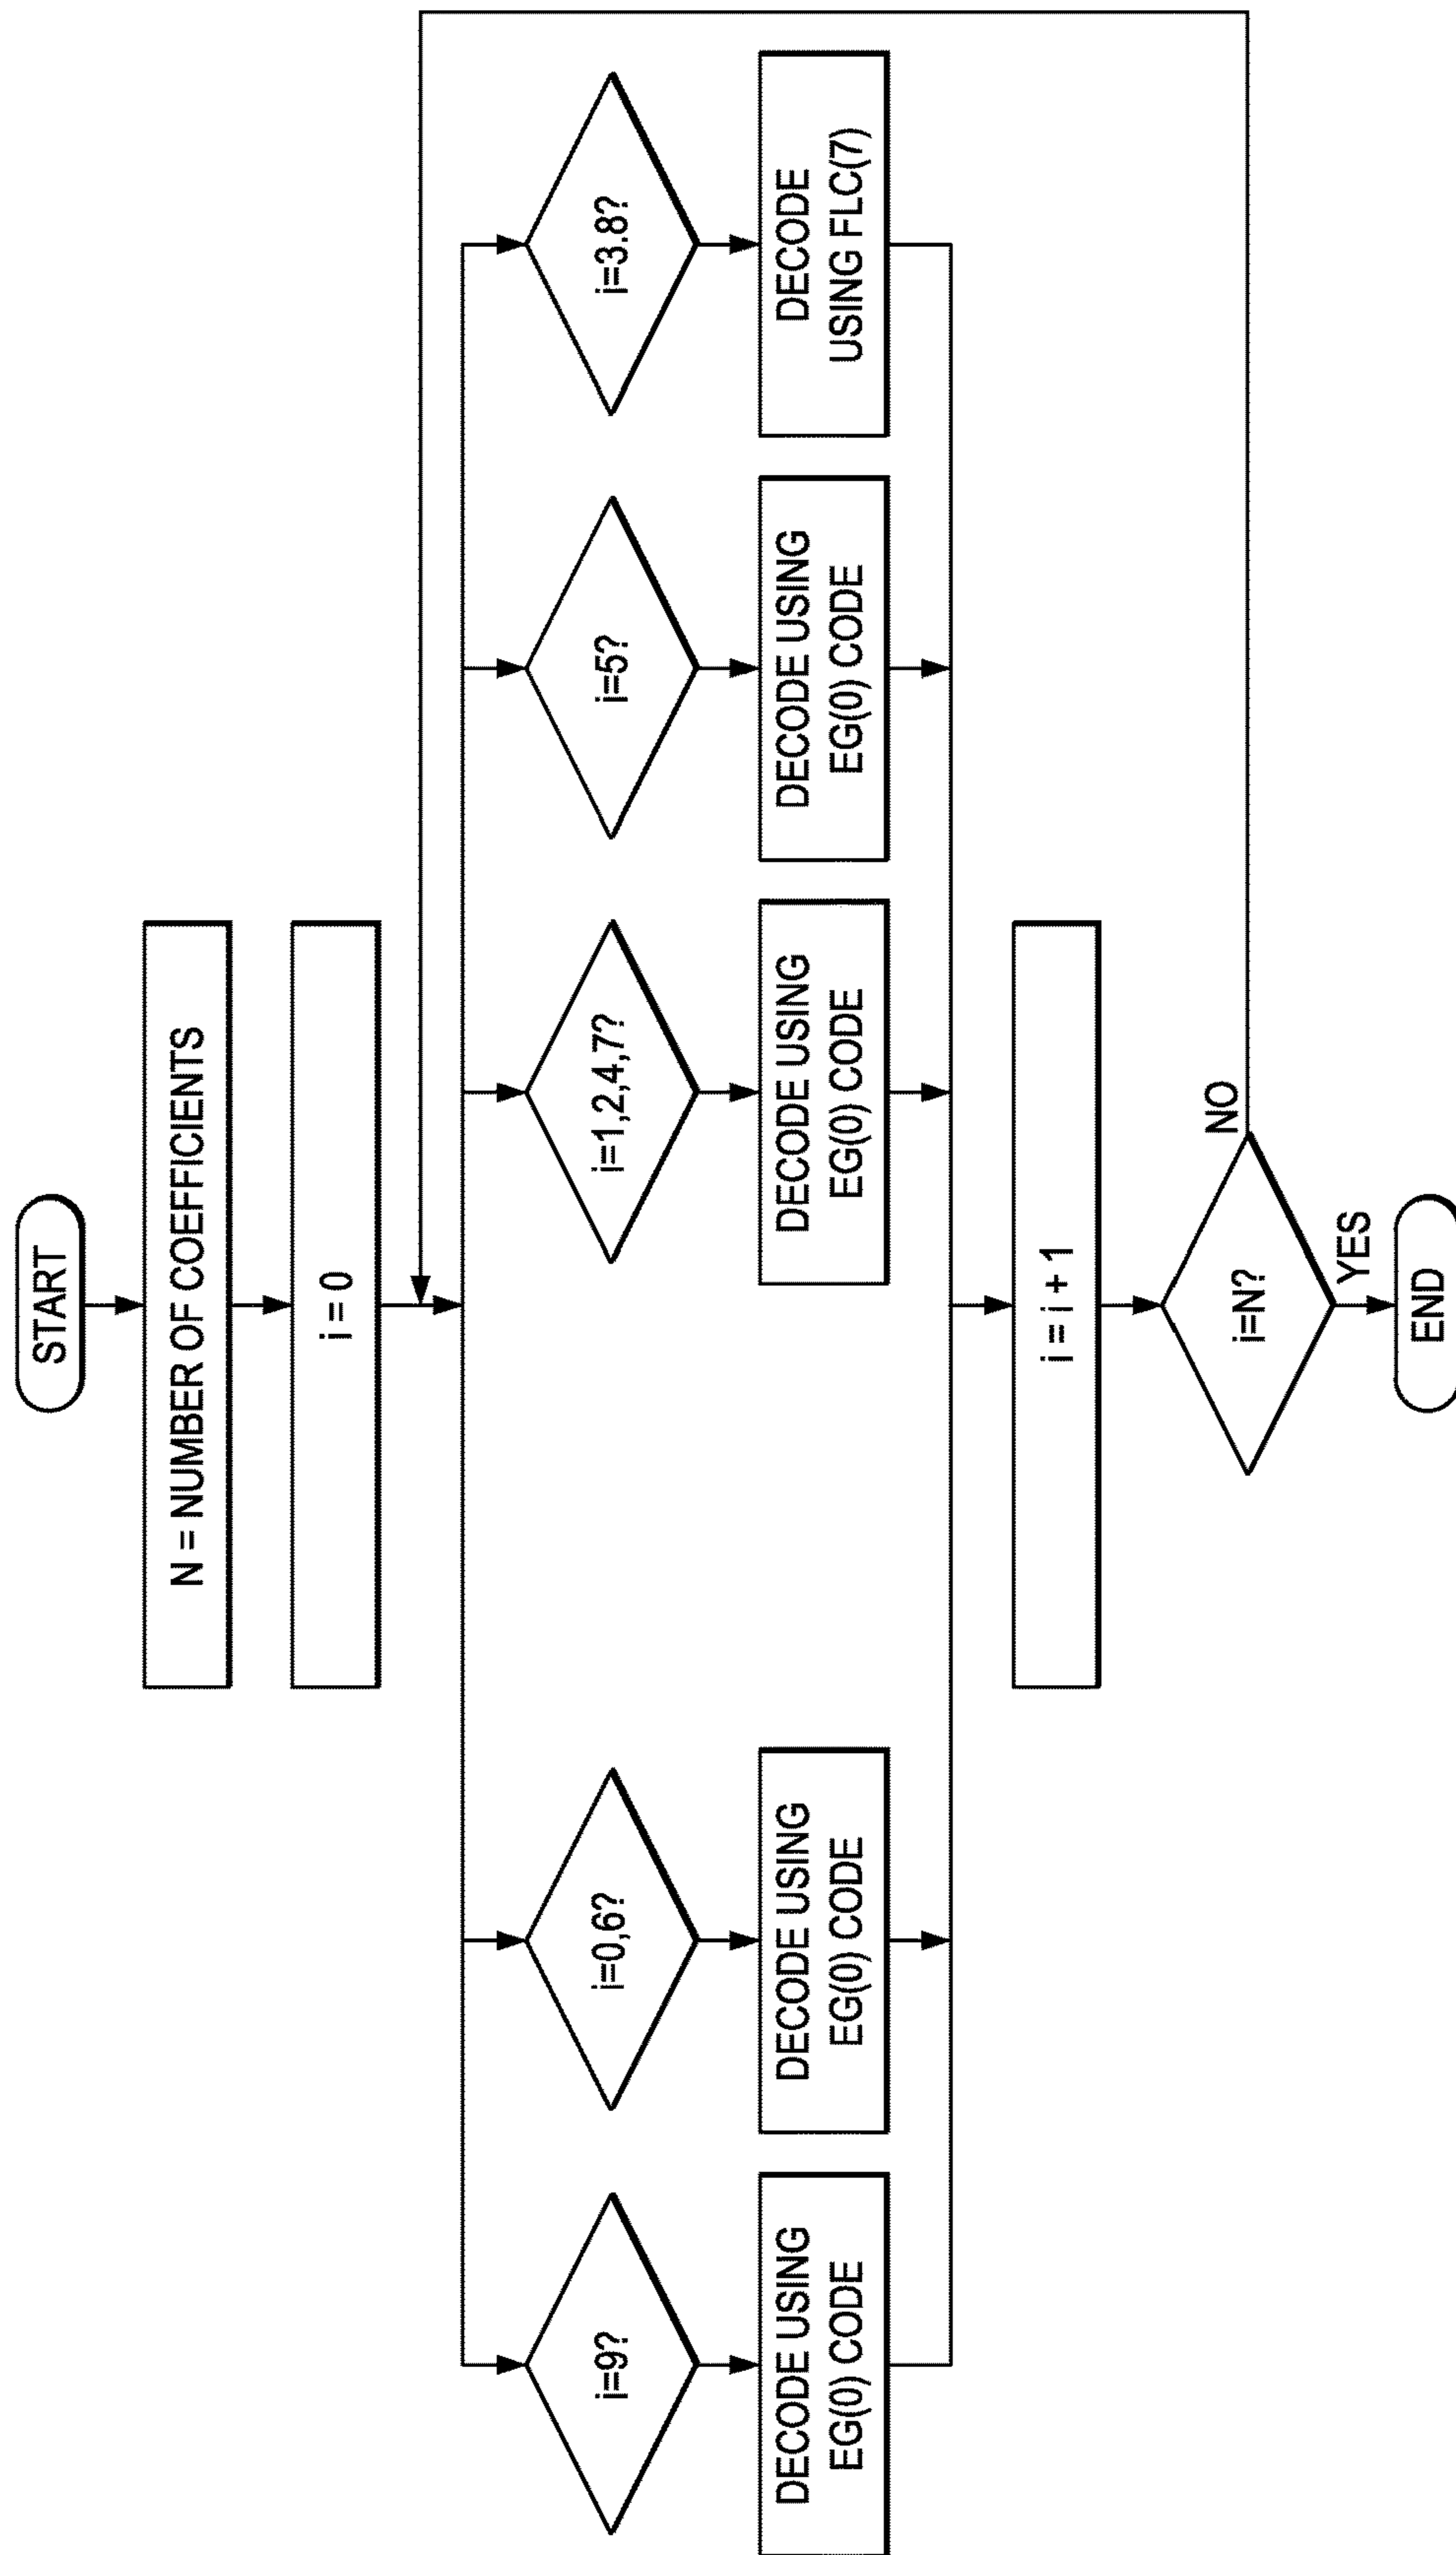 START
N = NUMBER OF COEFFICIENTS
i = 0
i=9?
i=0,6?
i=1,2,4,7?
i=5?
i=3.8?
DECODE USING
EG(0) CODE
DECODE USING
EG(0) CODE
DECODE USING
EG(0) CODE
DECODE USING
EG(0) CODE
DECODE
USING FLC(7)
i = i + 1
i=N?
NO
YES
END